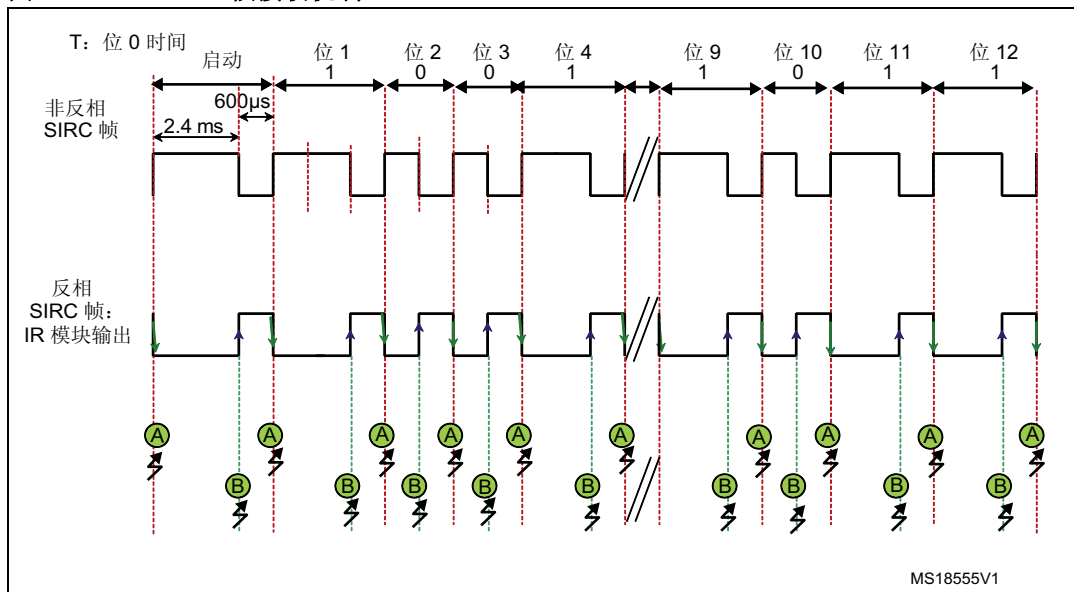 T：位 0 时间
启动
位 1
1
位 2
0
位 3
0
位 4
1
位 9
1
位 10
0
位 11
1
位 12
1
600µs
2.4 ms
非反相
SIRC 帧
反相
SIRC 帧：
IR 模块输出
A A A A A A A A A A
B B B B B B B B B
MS18555V1